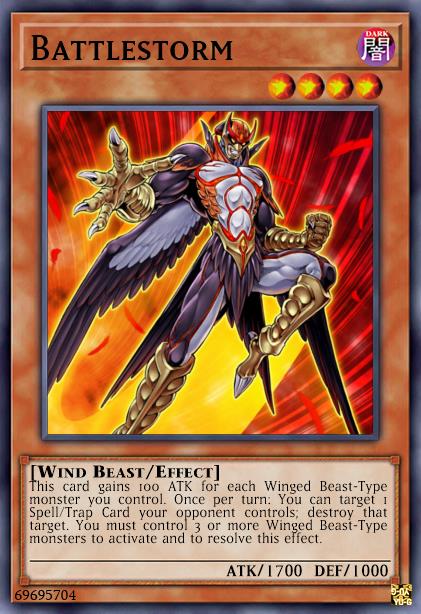 BATTLESTORM
DARK
闇
[WIND BEAST/EFFECT]
This card gains 100 ATK for each Winged Beast-Type
monster you control. Once per turn: You can target 1
Spell/Trap Card your opponent controls; destroy that
target. You must control 3 or more Winged Beast-Type
monsters to activate and to resolve this effect.
ATK/1700 DEF/1000
69695704